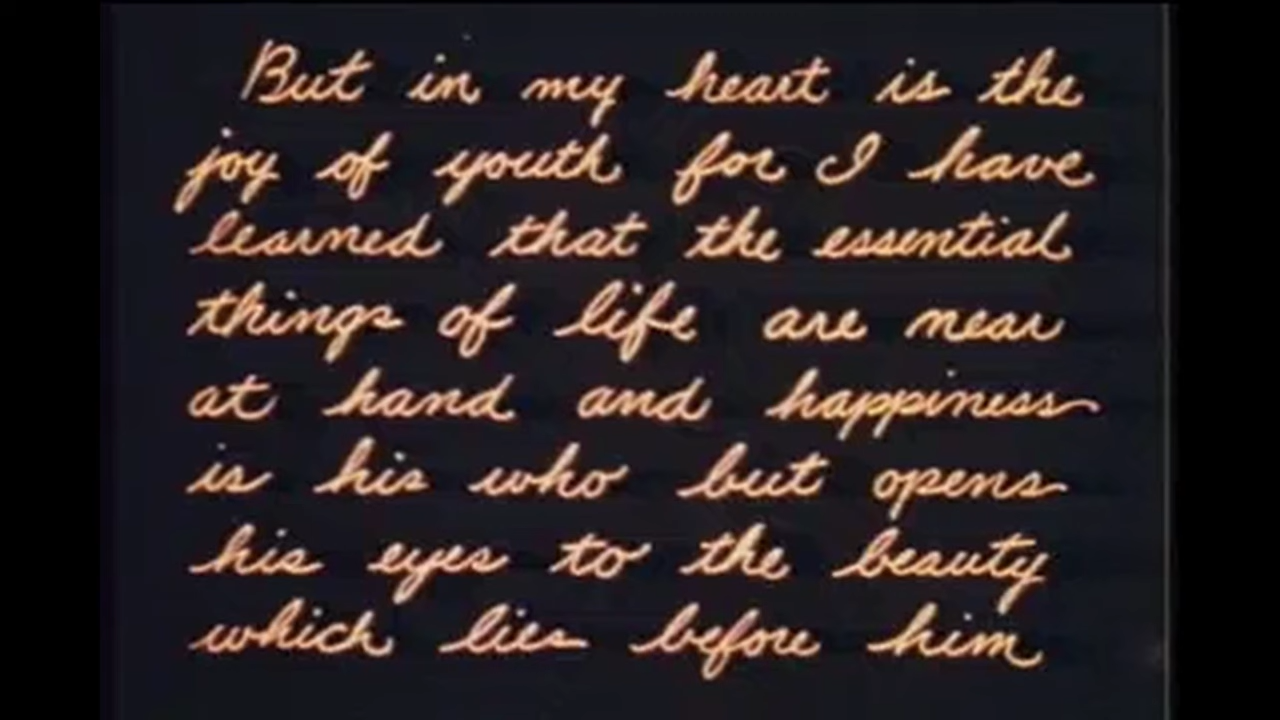 But in my heart is the
joy of youth for I have
learned that the essential
things of life are near
at hand and happiness
is his who but opens
his eyes to the beauty
which lies before him